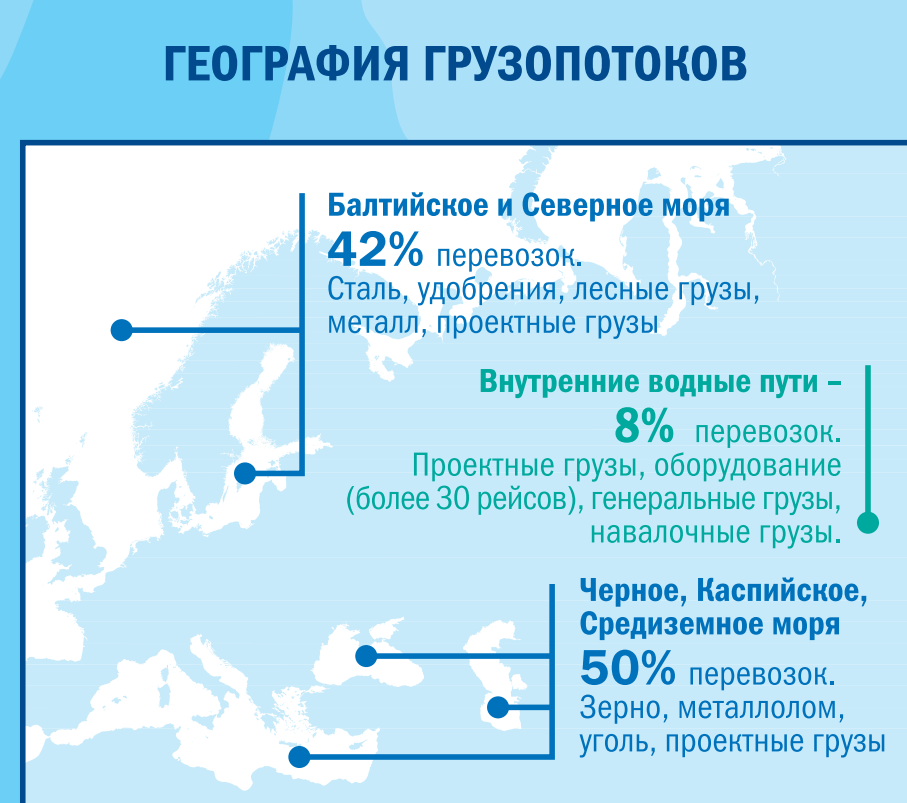 ГЕОГРАФИЯ ГРУЗОПОТОКОВ
Балтийское и Северное моря
42% перевозок.
Сталь, удобрения, лесные грузы,
металл, проектные грузы
Внутренние водные пути –
8% перевозок.
Проектные грузы, оборудование
(более 30 рейсов), генеральные грузы,
навалочные грузы.
Черное, Каспийское,
Средиземное моря
50% перевозок.
Зерно, металлолом,
уголь, проектные грузы